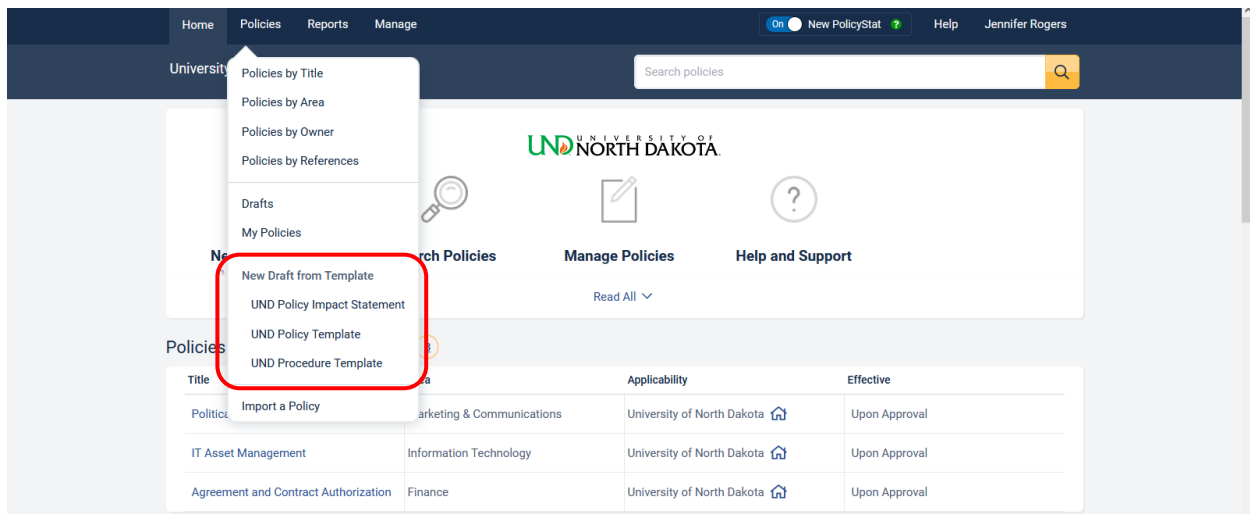 Home Policies Reports Manage On New PolicyStat ? Help Jennifer Rogers
University
Search policies
Policies by Title
Policies by Area
Policies by Owner
Policies by References
Drafts
My Policies
New Draft from Template
UND Policy Impact Statement
UND Policy Template
UND Procedure Template
Import a Policy
UND UNIVERSITY OF
NORTH DAKOTA.
Ne rch Policies Manage Policies Help and Support
Read All
Policies
Title ea Applicability Effective
Politica arketing & Communications University of North Dakota Upon Approval
IT Asset Management Information Technology University of North Dakota Upon Approval
Agreement and Contract Authorization Finance University of North Dakota Upon Approval